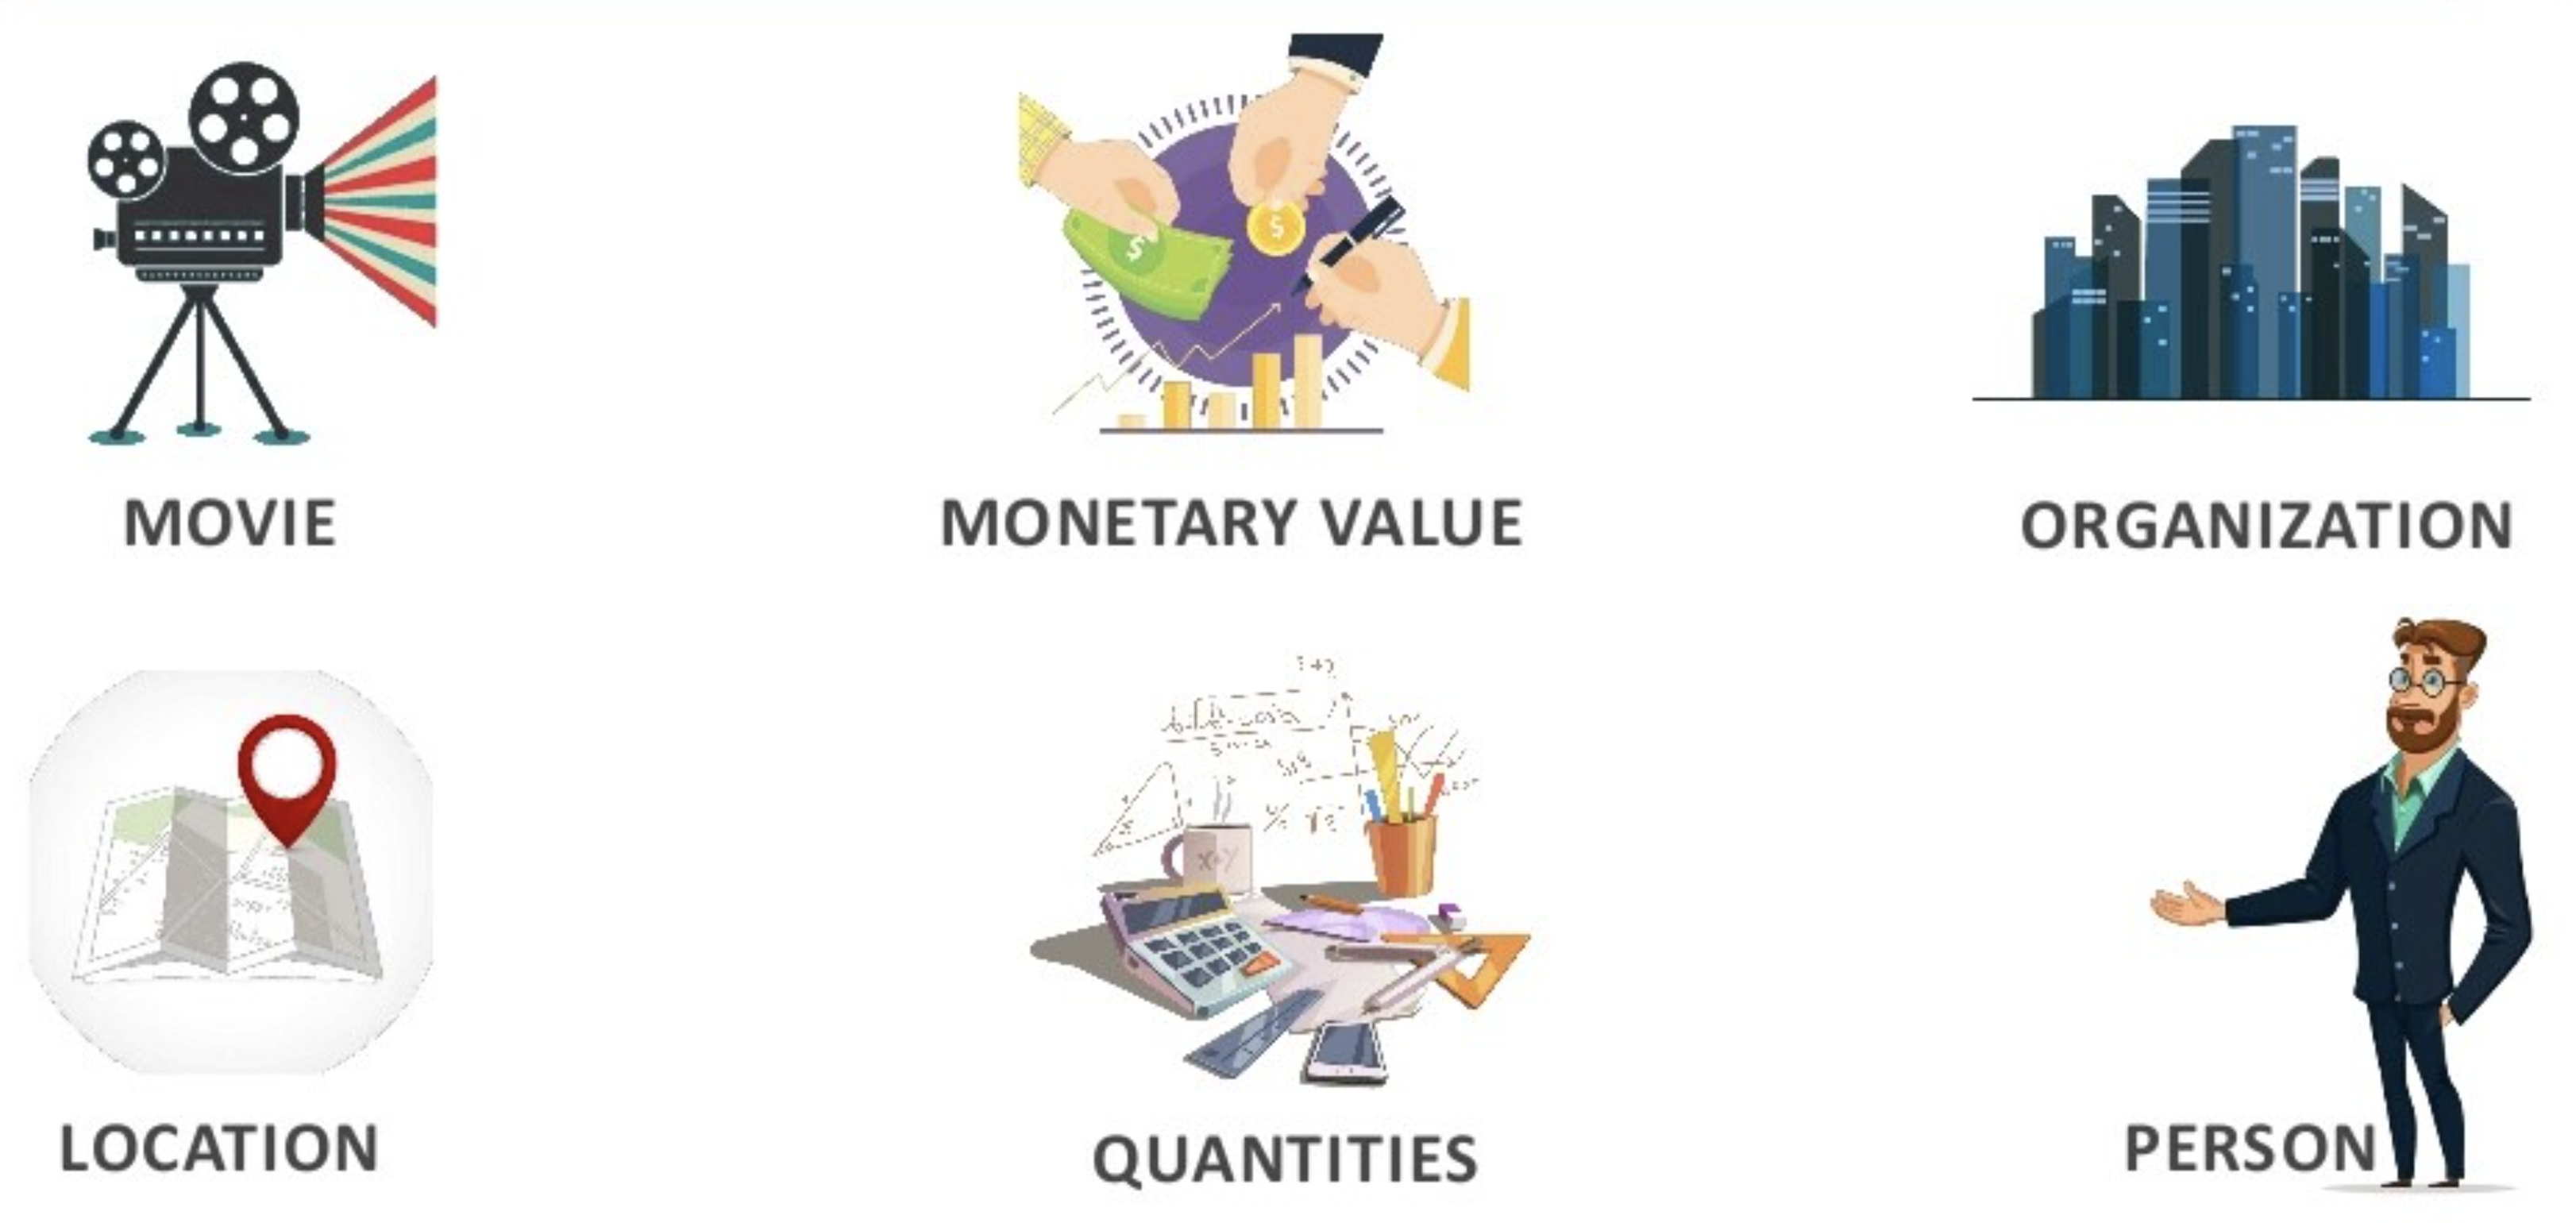 $
$
MOVIE
MONETARY VALUE
ORGANIZATION
X+Y
LOCATION
QUANTITIES
PERSON